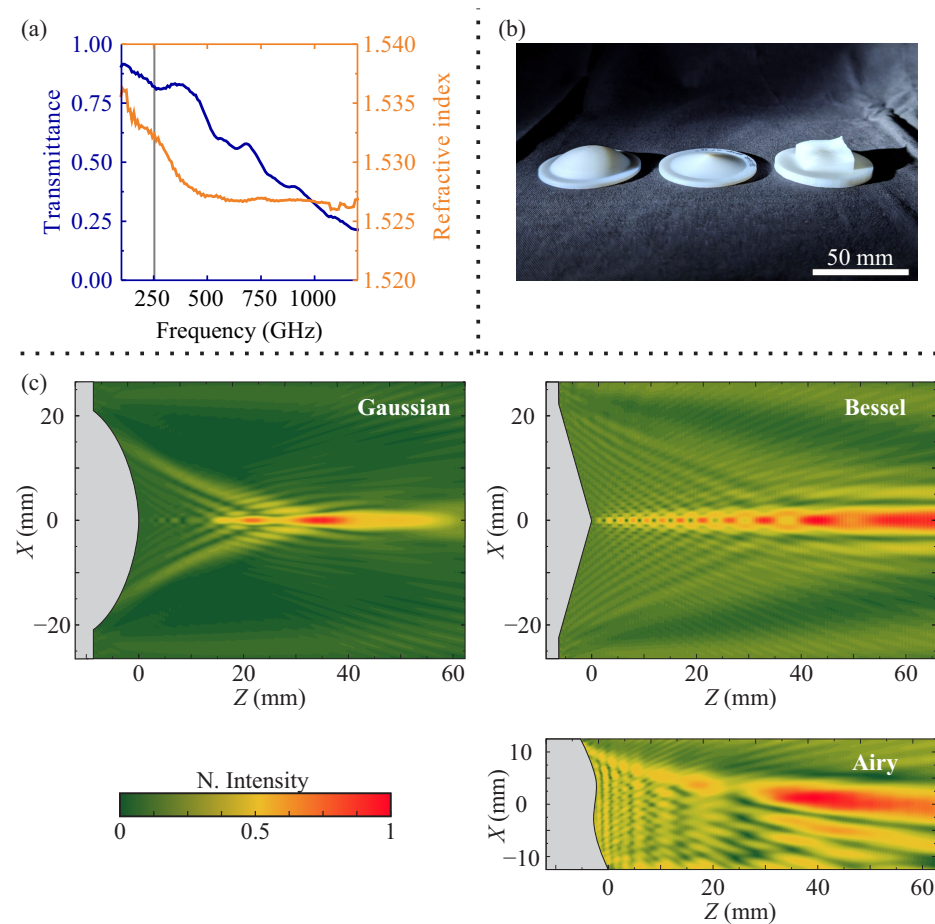 (a)
1.00
0.75
0.50
0.25
0.00
Transmittance
1.540
1.535
1.530
1.525
1.520
Refractive index
250 500 750 1000
Frequency (GHz)
(b)
50 mm
(c)
Gaussian
20
0
−20
X (mm)
0 20 40 60
Z (mm)
Bessel
20
0
−20
X (mm)
0 20 40 60
Z (mm)
N. Intensity
0 0.5 1
Airy
10
0
−10
X (mm)
0 20 40 60
Z (mm)